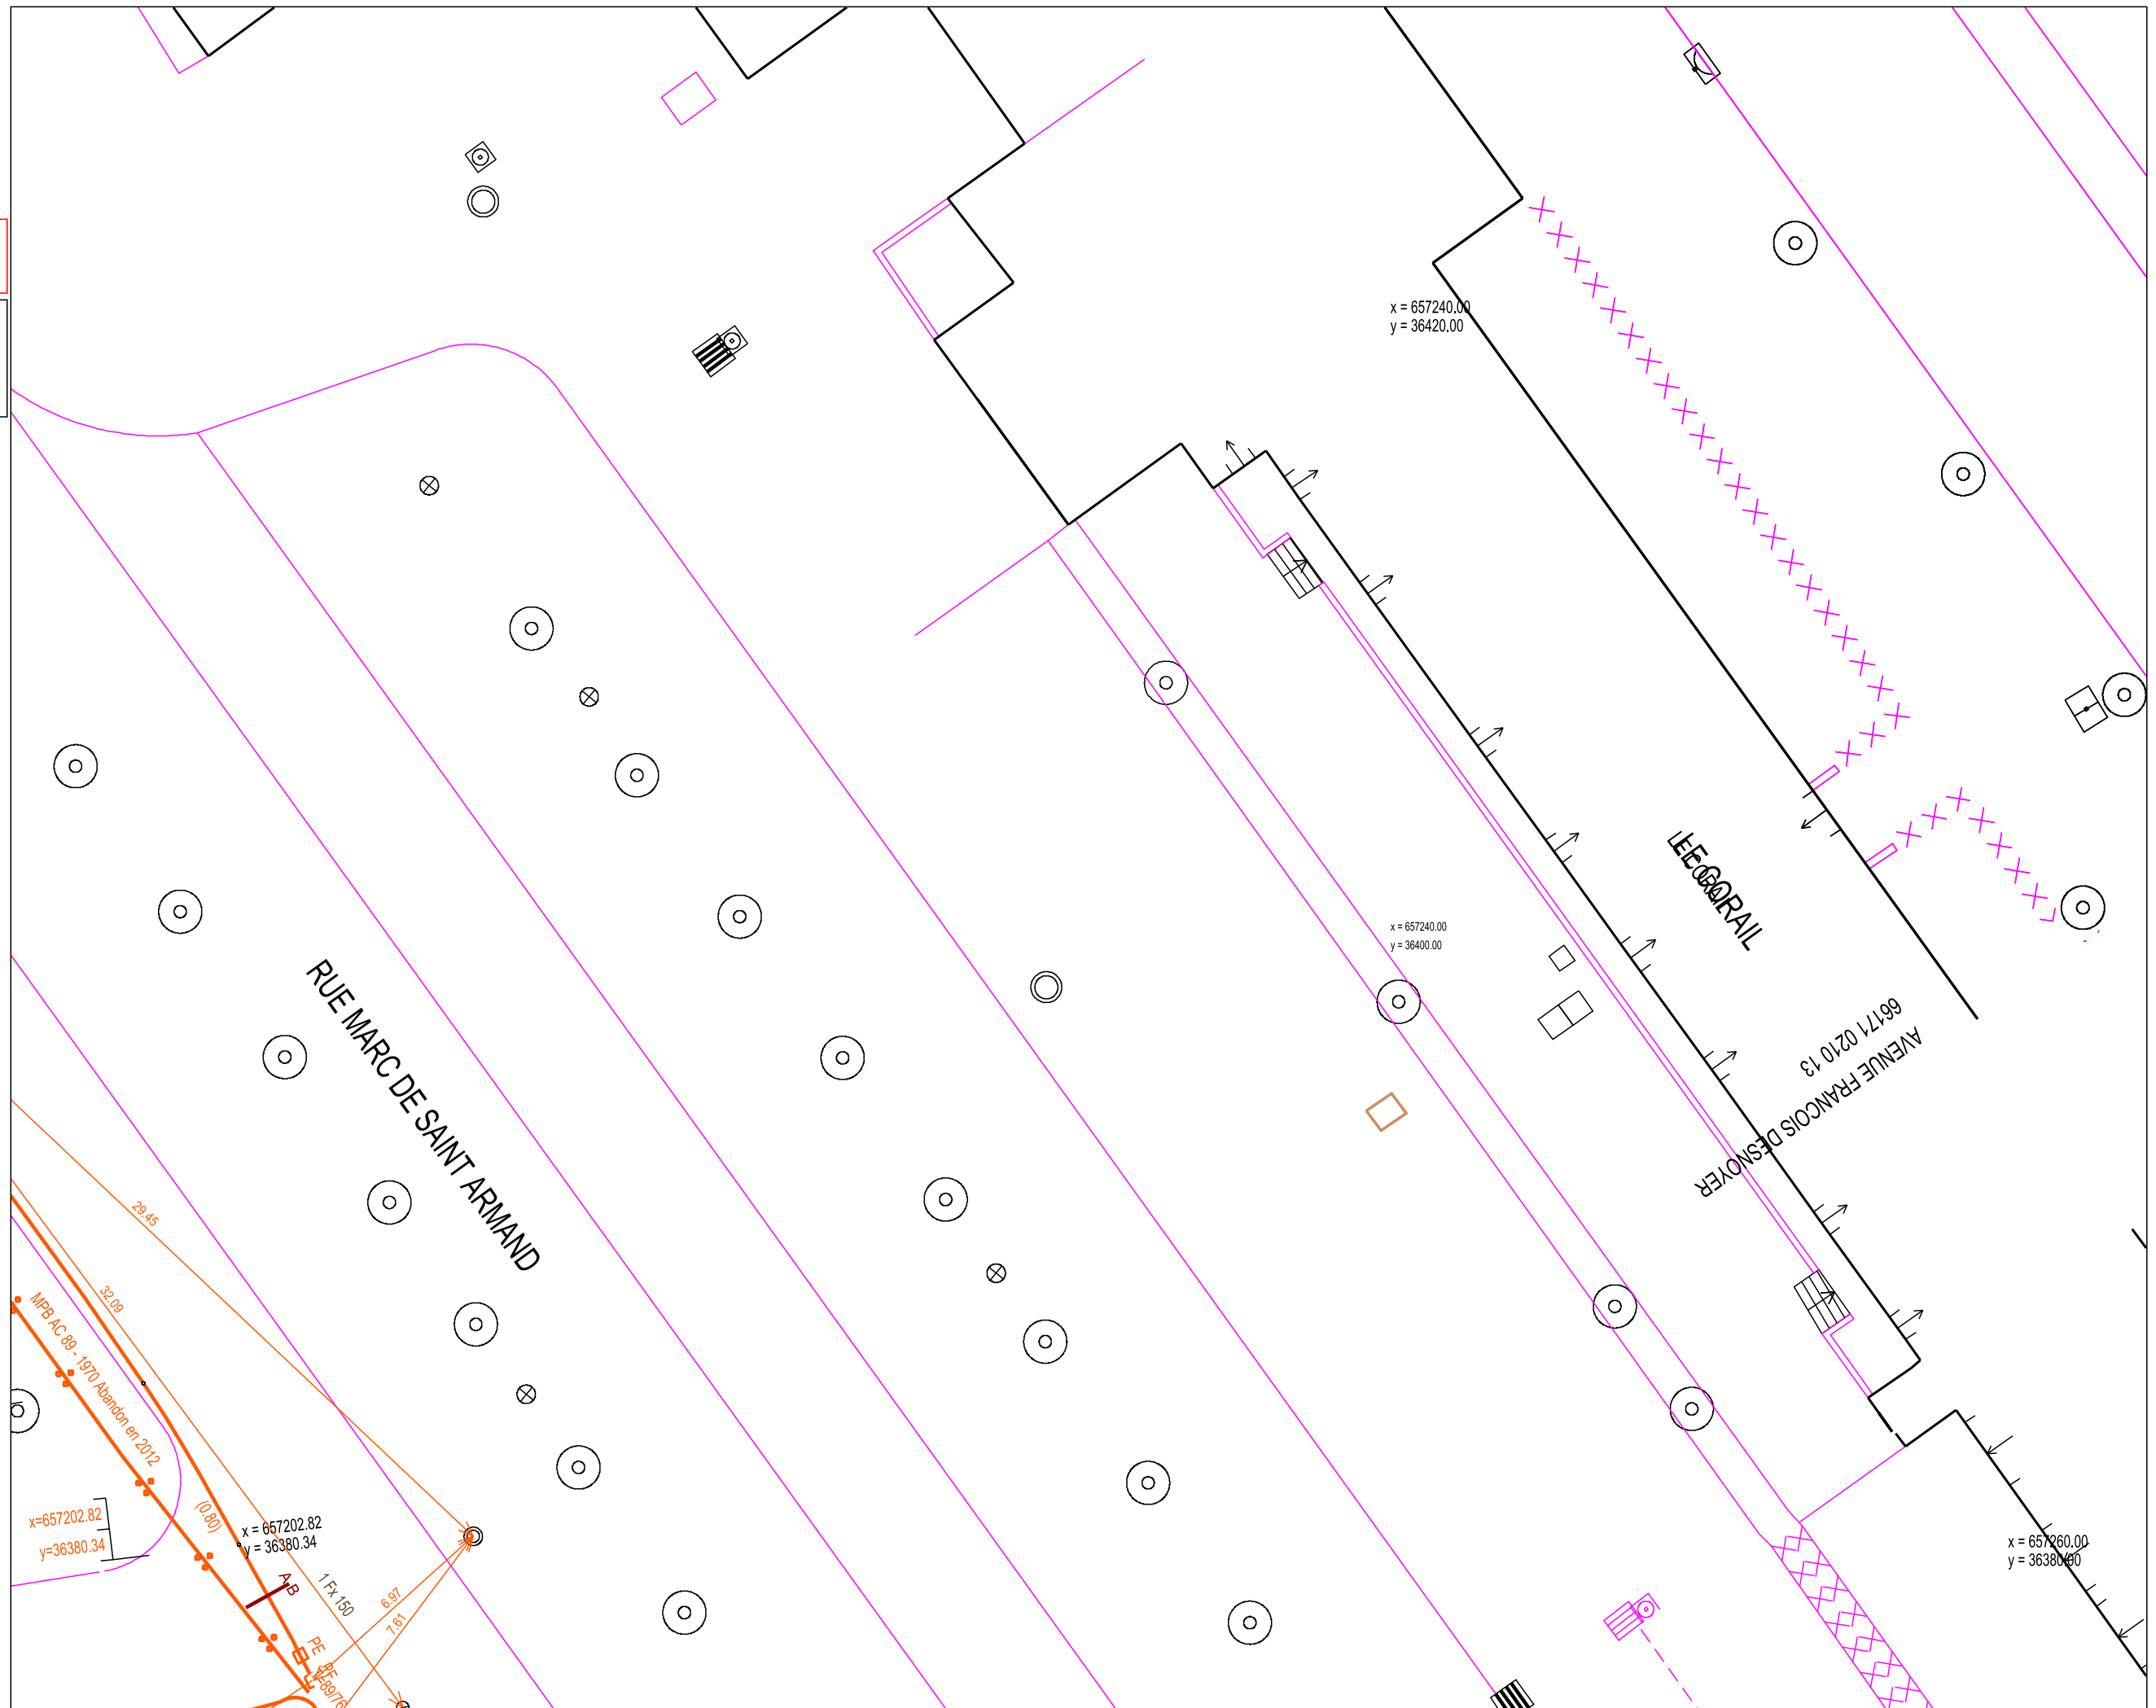 x = 657240.00
y = 36420.00
LE CORAIL
LE CORAIL
x = 657240.00
y = 36400.00
66171 0210 13
AVENUE FRANCOIS DESNOYER
RUE MARC DE SAINT ARMAND
29.45
32.09
MPB AC 89 - 1970 Abandon en 2012
(0.80)
x=657202.82
y=36380.34
x = 657202.82
y = 36380.34
A B
1 Fx 150
6.97
7.61
PE
PE
x = 657260.00
y = 36380.00